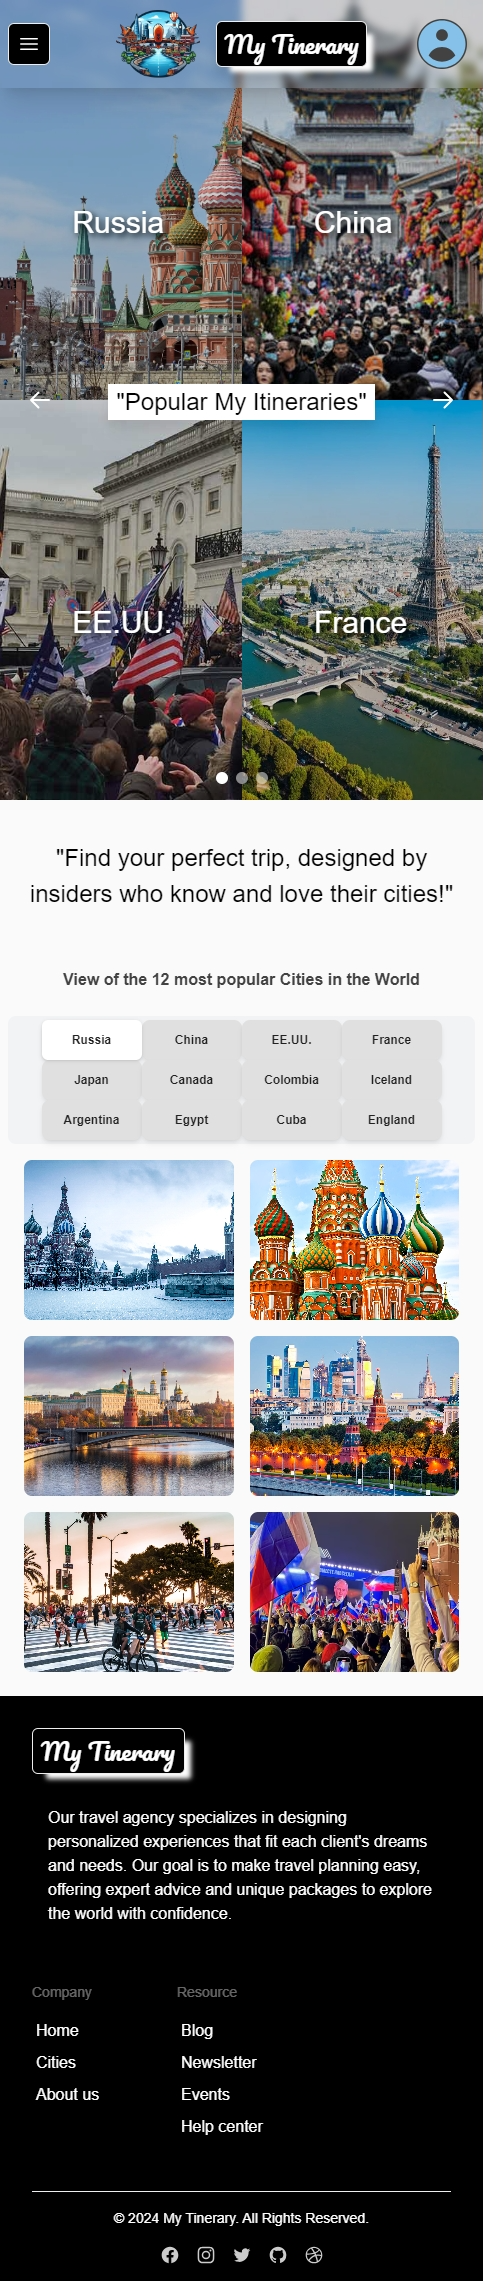 My Tinerary
Russia
China
"Popular My Itineraries"
EE.UU.
France
"Find your perfect trip, designed by
insiders who know and love their cities!"
View of the 12 most popular Cities in the World
Russia China EE.UU. France
Japan Canada Colombia Iceland
Argentina Egypt Cuba England
My Tinerary
Our travel agency specializes in designing
personalized experiences that fit each client's dreams
and needs. Our goal is to make travel planning easy,
offering expert advice and unique packages to explore
the world with confidence.
Company
Home
Cities
About us
Resource
Blog
Newsletter
Events
Help center
© 2024 My Tinerary. All Rights Reserved.